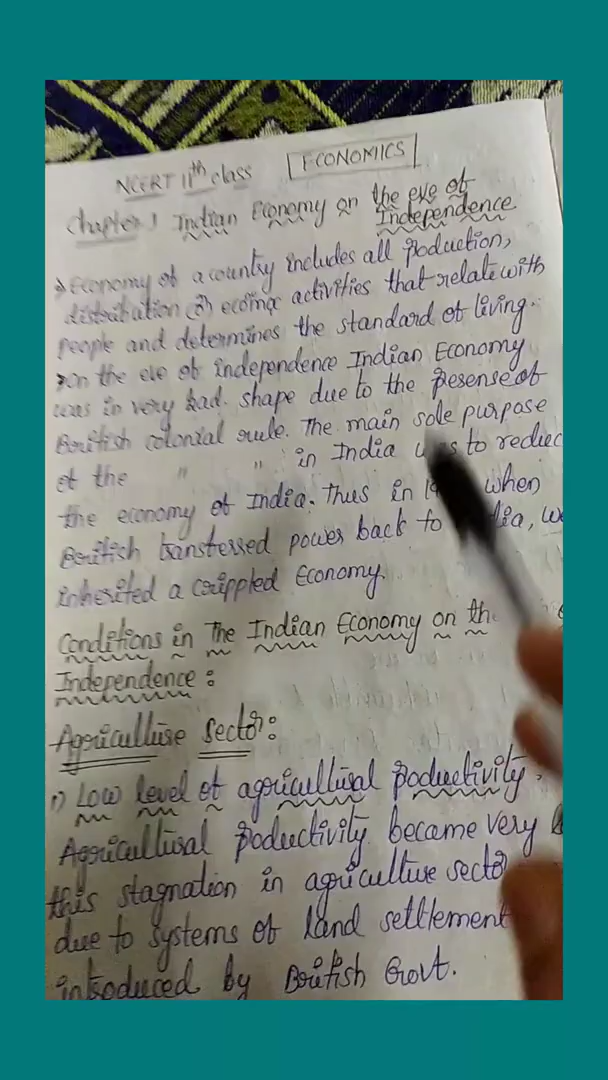 NCERT 11th class ECONOMICS
Chapter 1 Indian Economy on the eve of
Independence
Economy of a country includes all production,
distribution or ecomic activities that relate with
people and determines the standard of living.
on the eve of independence Indian Economy
was in very bad. shape due to the presense of
British colonial rule. The main sole purpose
of the " " in India to reduc
the economy of India. Thus in when
British transferred power back to
inherited a crippled Economy.
Conditions in The Indian Economy on the
Independence :
Agriculture sector:
1) Low level of agricultural productivity.
Agricultural productivity became very
this stagnation in agriculture sector
due to systems of land settlement
introduced by British Govt.